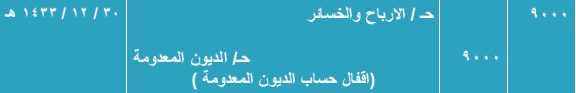 ٩٠٠٠ حـ / الارباح والخسائر ٣٠ / ١٢ / ١٤٣٣ هـ
٩٠٠٠ حـ/ الديون المعدومة
(اقفال حساب الديون المعدومة )